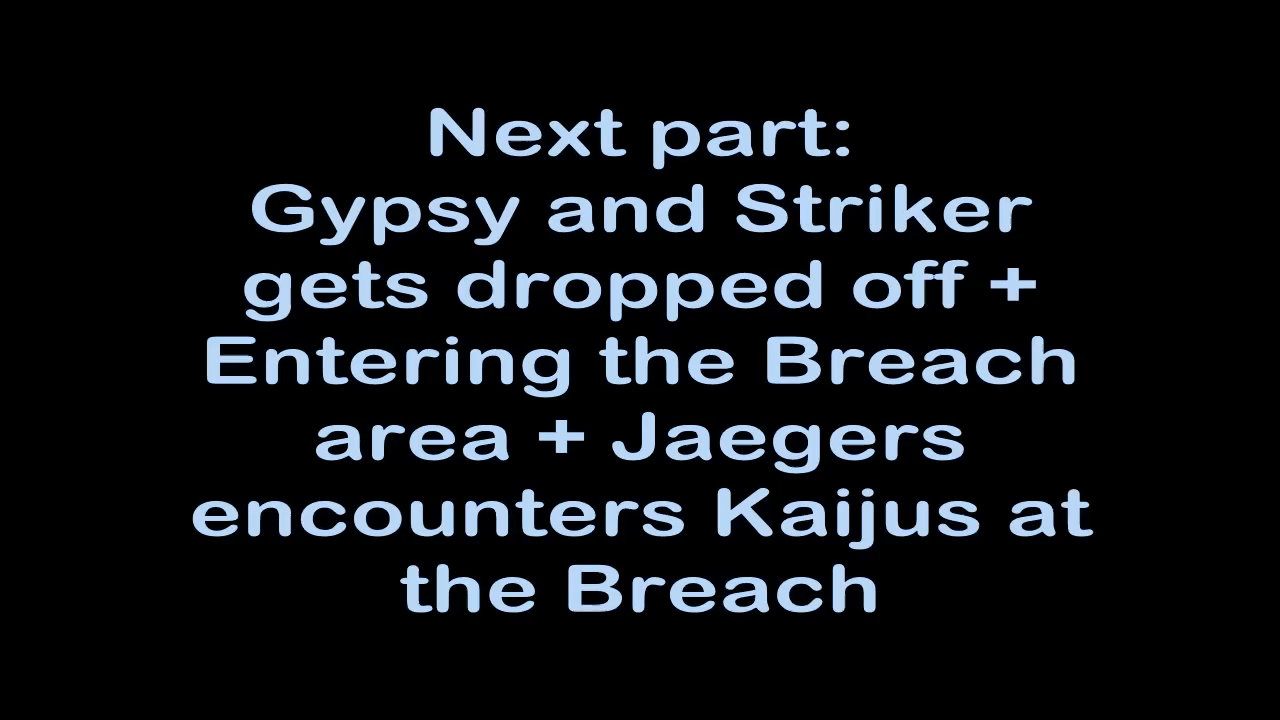 Next part:
Gypsy and Striker
gets dropped off +
Entering the Breach
area + Jaegers
encounters Kaijus at
the Breach